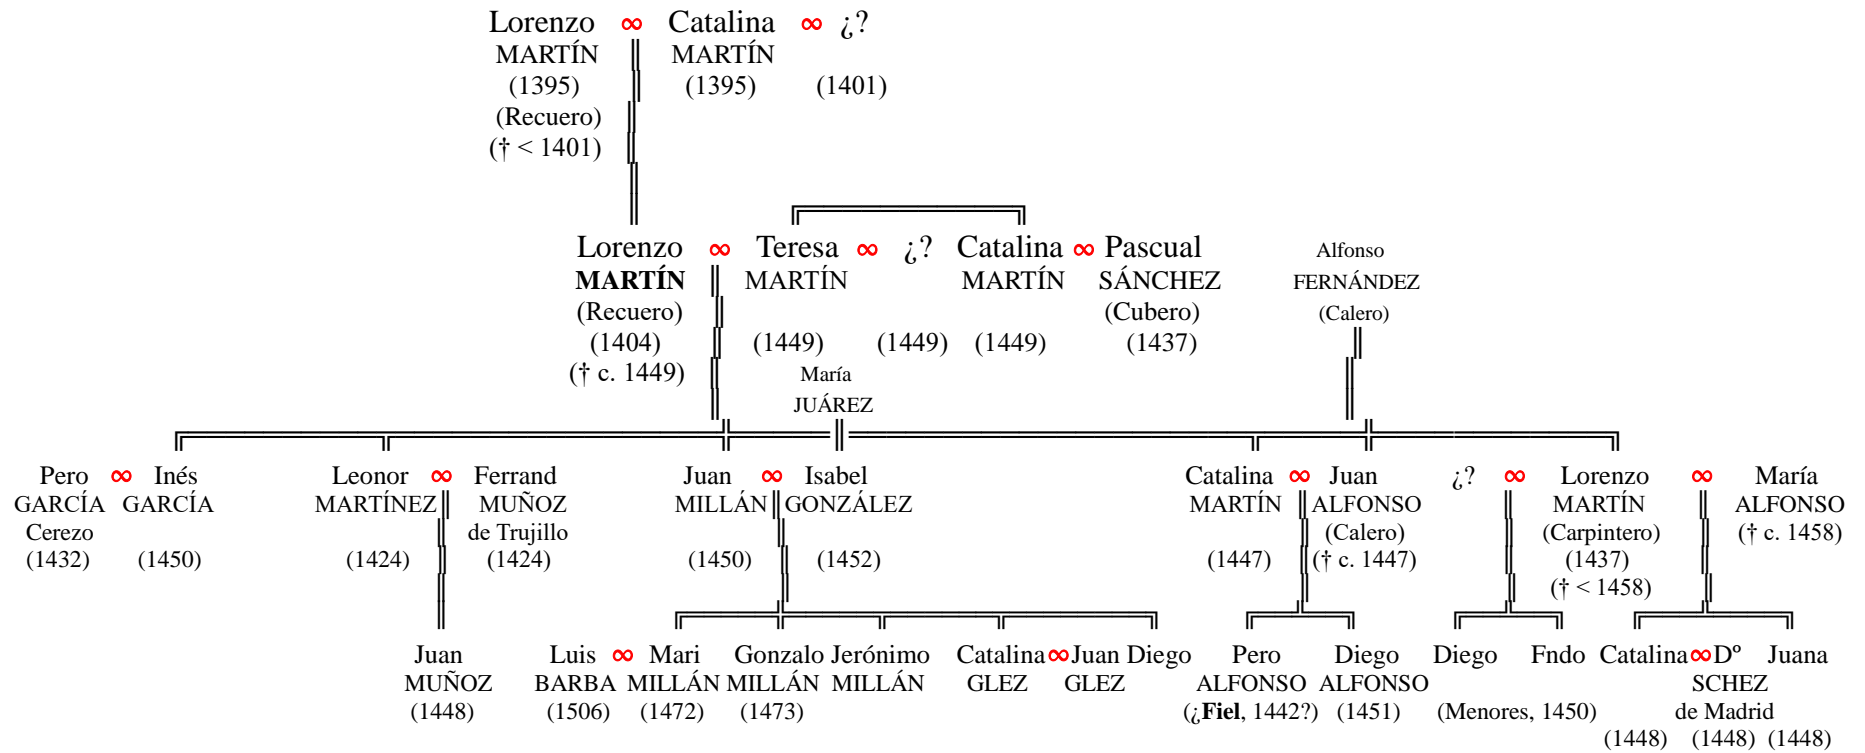 Lorenzo ∞ Catalina ∞ ¿?
MARTÍN MARTÍN
(1395) (1395) (1401)
(Recuero)
(† < 1401)
Lorenzo ∞ Teresa ∞ ¿? Catalina ∞ Pascual Alfonso
MARTÍN MARTÍN MARTÍN SÁNCHEZ FERNÁNDEZ
(Recuero) (Cubero) (Calero)
(1404) (1449) (1449) (1449) (1437)
(† c. 1449) María
JUÁREZ
Pero ∞ Inés Leonor ∞ Ferrand Juan ∞ Isabel Catalina ∞ Juan ¿? ∞ Lorenzo ∞ María
GARCÍA GARCÍA MARTÍNEZ MUÑOZ MILLÁN GONZÁLEZ MARTÍN ALFONSO MARTÍN ALFONSO
Cerezo de Trujillo (Calero) (Carpintero) († c. 1458)
(1432) (1450) (1424) (1424) (1450) (1452) (1447) († c. 1447) (1437)
(† < 1458)
Juan Luis ∞ Mari Gonzalo Jerónimo Catalina ∞ Juan Diego Pero Diego Diego Fndo Catalina ∞ Dº Juana
MUÑOZ BARBA MILLÁN MILLÁN MILLÁN GLEZ GLEZ ALFONSO ALFONSO SCHEZ
(1448) (1506) (1472) (1473) (¿Fiel, 1442?) (1451) (Menores, 1450) de Madrid
(1448) (1448) (1448)